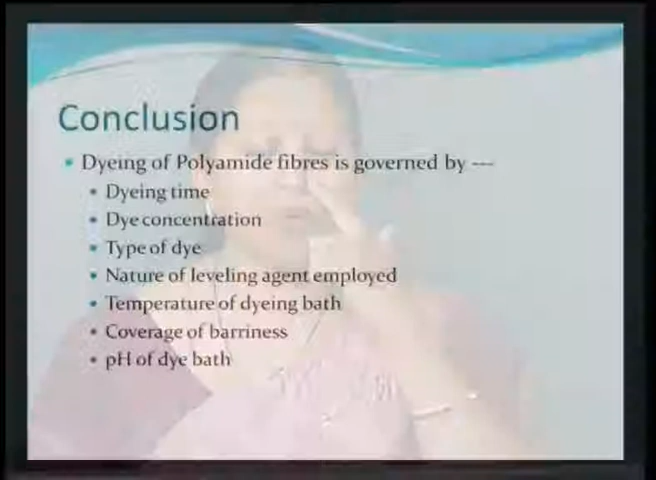 Conclusion
Dyeing of Polyamide fibres is governed by ---
Dyeing time
Dye concentration
Type of dye
Nature of leveling agent employed
Temperature of dyeing bath
Coverage of barriness
pH of dye bath